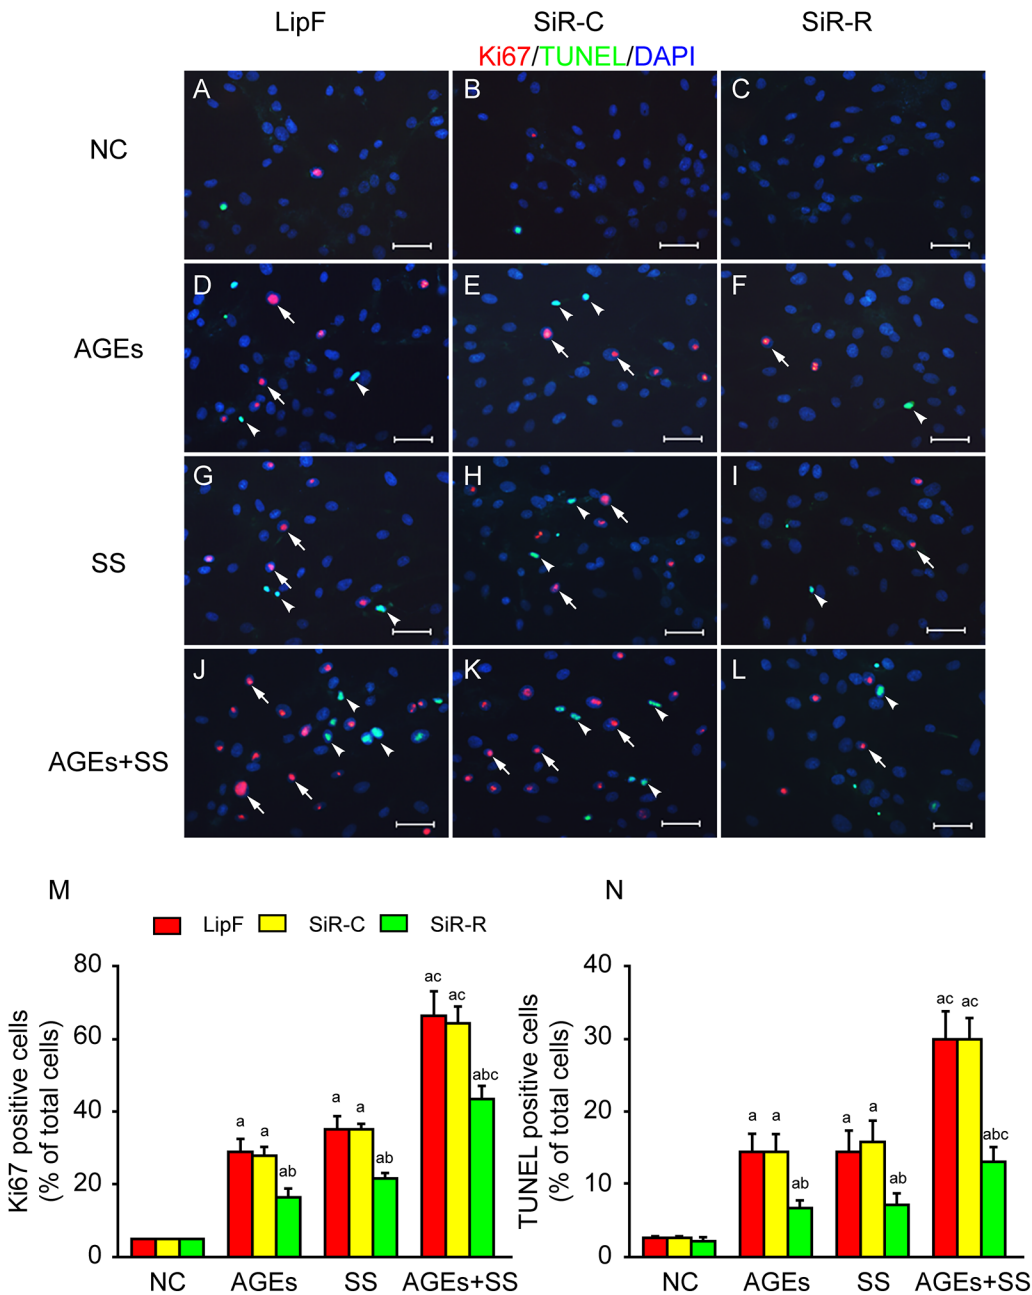 LipF SiR-C SiR-R
Ki67/TUNEL/DAPI
NC
A B C
AGEs
D E F
SS
G H I
AGEs+SS
J K L
M
LipF SiR-C SiR-R
Ki67 positive cells
(% of total cells)
80
60
40
20
0
a a ab
a a ab
ac ac abc
NC AGEs SS AGEs+SS
N
TUNEL positive cells
(% of total cells)
40
30
20
10
0
a a ab
a a ab
ac ac abc
NC AGEs SS AGEs+SS